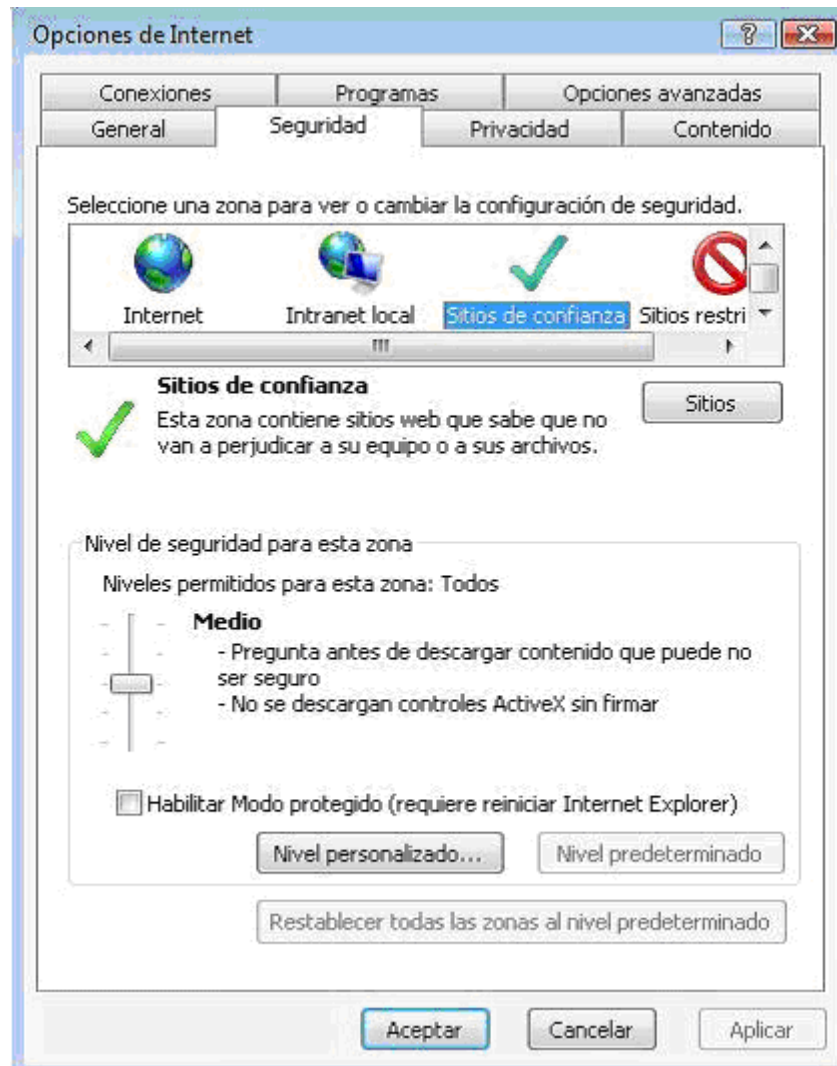 Opciones de Internet
Conexiones Programas Opciones avanzadas
General Seguridad Privacidad Contenido
Seleccione una zona para ver o cambiar la configuración de seguridad.
Internet Intranet local Sitios de confianza Sitios restri
Sitios de confianza
Sitios
Esta zona contiene sitios web que sabe que no
van a perjudicar a su equipo o a sus archivos.
Nivel de seguridad para esta zona
Niveles permitidos para esta zona: Todos
Medio
- Pregunta antes de descargar contenido que puede no
ser seguro
- No se descargan controles ActiveX sin firmar
Habilitar Modo protegido (requiere reiniciar Internet Explorer)
Nivel personalizado... Nivel predeterminado
Restablecer todas las zonas al nivel predeterminado
Aceptar Cancelar Aplicar